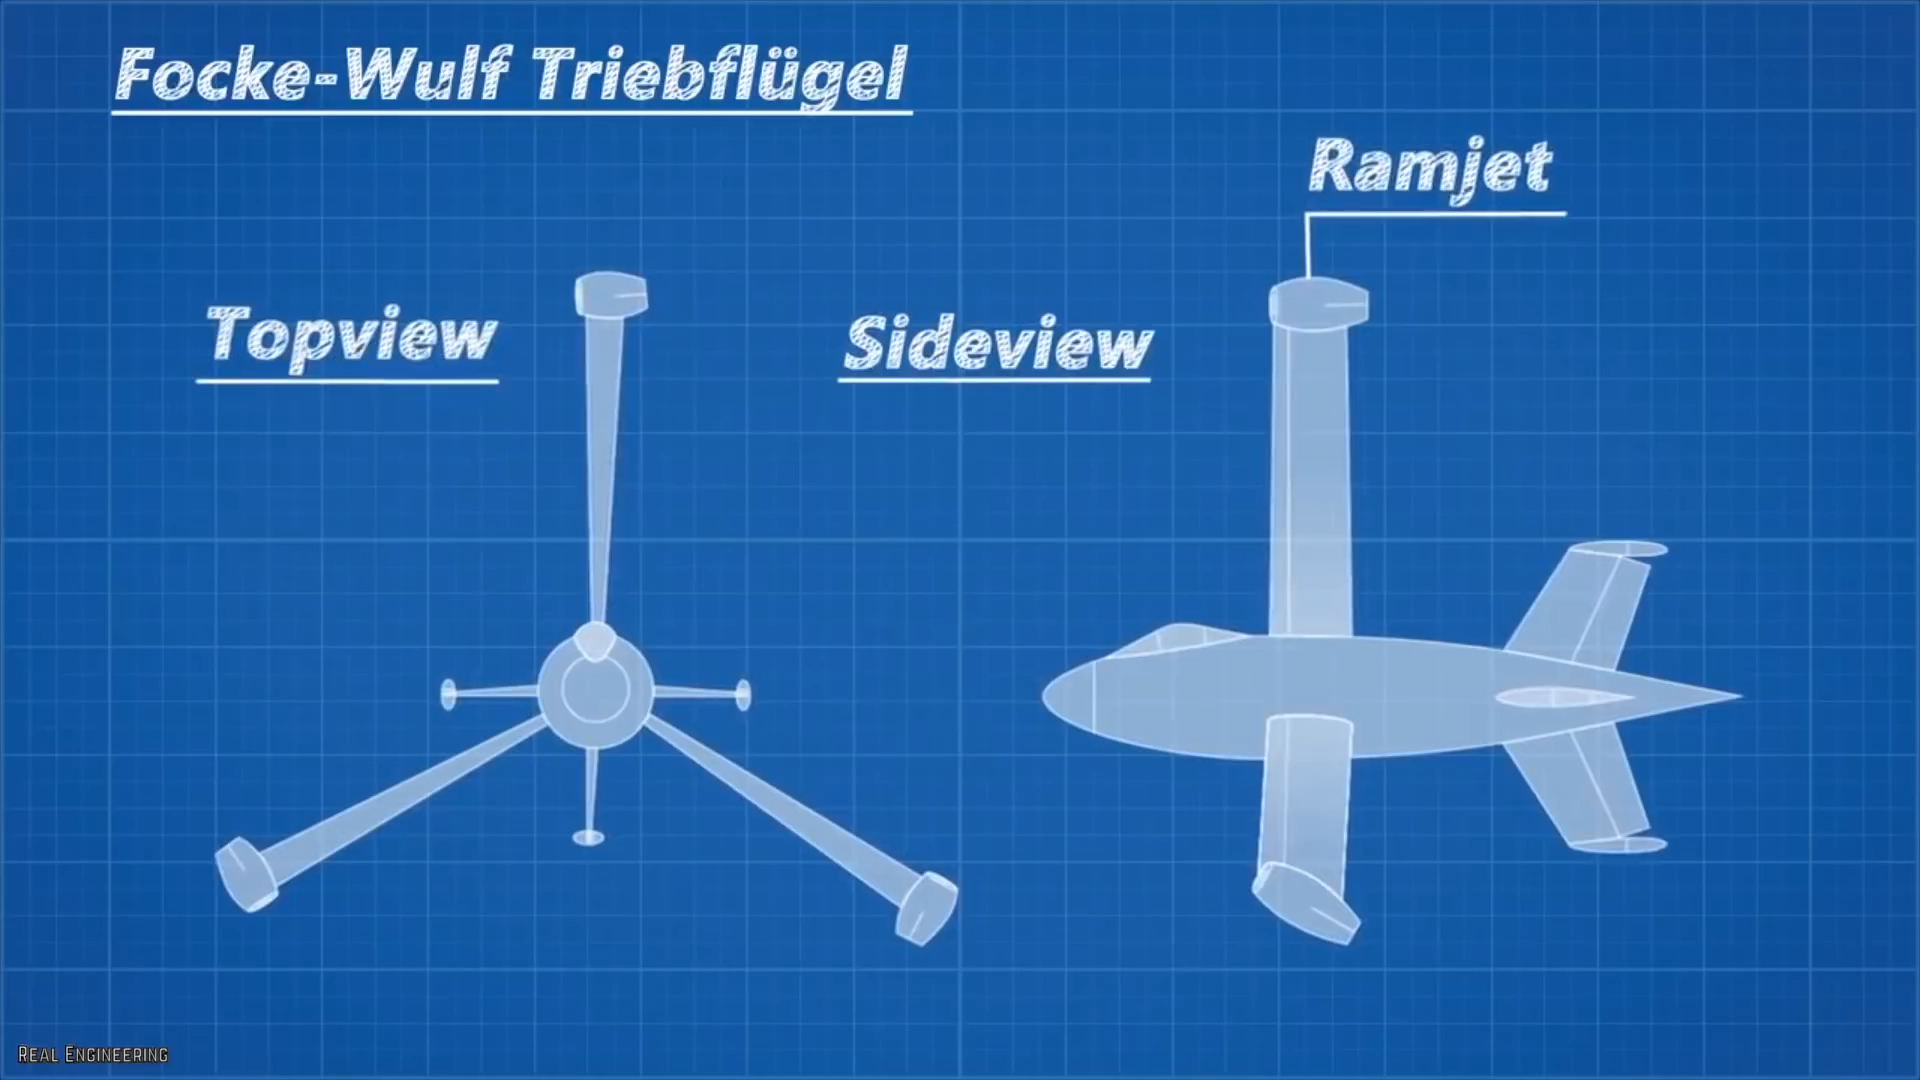 Focke-Wulf Triebflügel
Ramjet
Topview
Sideview
Real Engineering